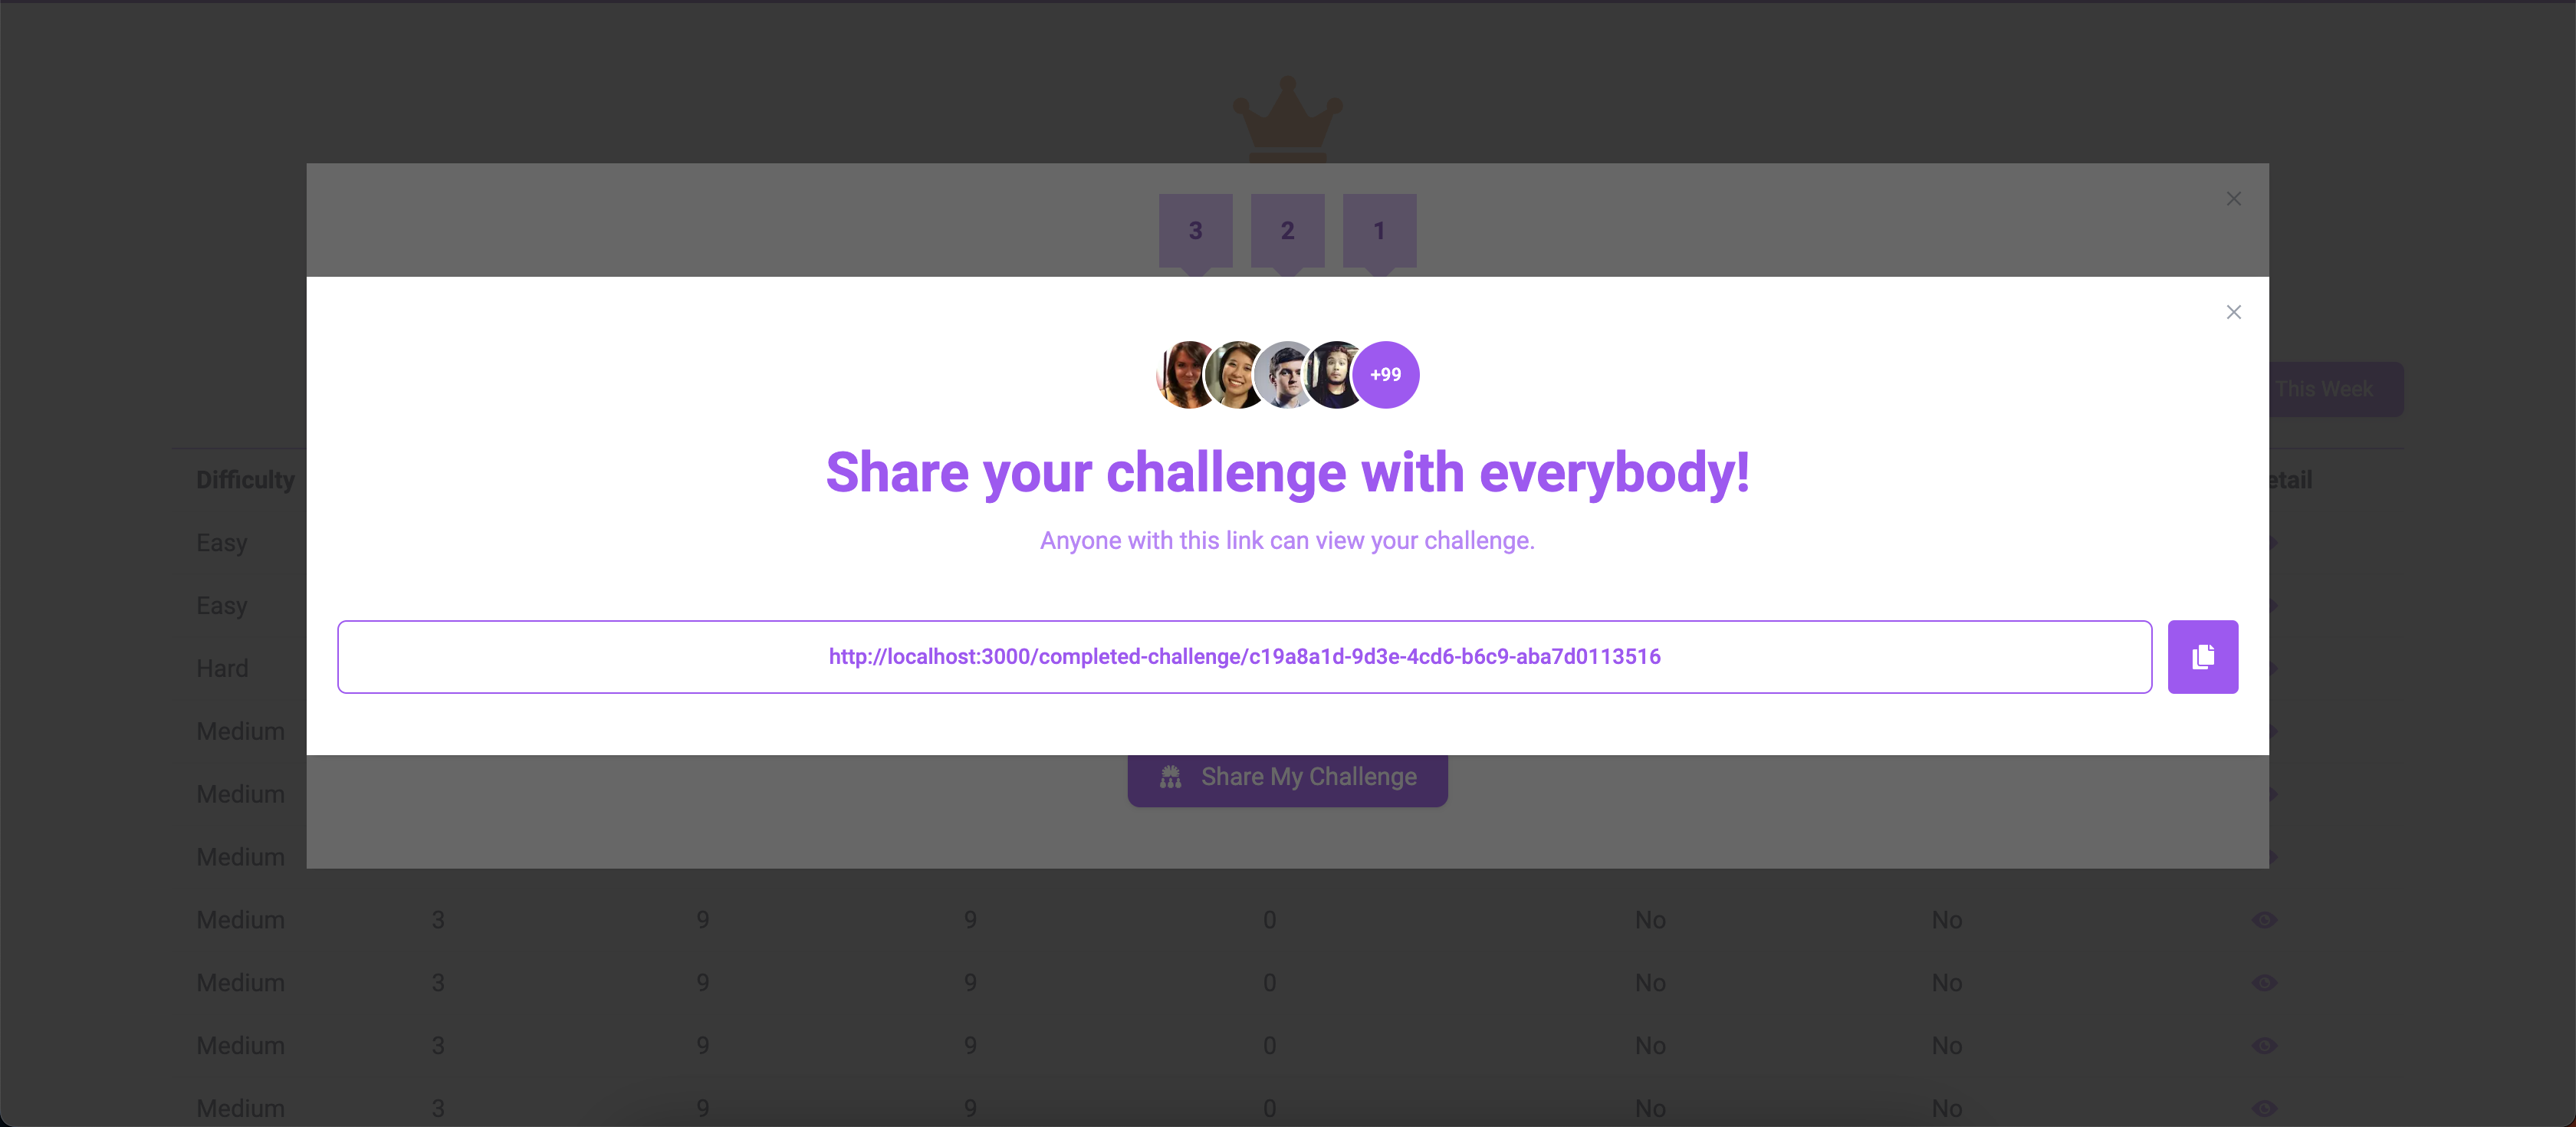 3 2 1
+99
This Week
Share your challenge with everybody!
Difficulty
Anyone with this link can view your challenge.
Easy
Easy
http://localhost:3000/completed-challenge/c19a8a1d-9d3e-4cd6-b6c9-aba7d0113516
Hard
Medium
Share My Challenge
Medium
Medium
Medium 3 9 9 0 No No
Medium 3 9 9 0 No No
Medium 3 9 9 0 No No
Medium 3 9 9 0 No No